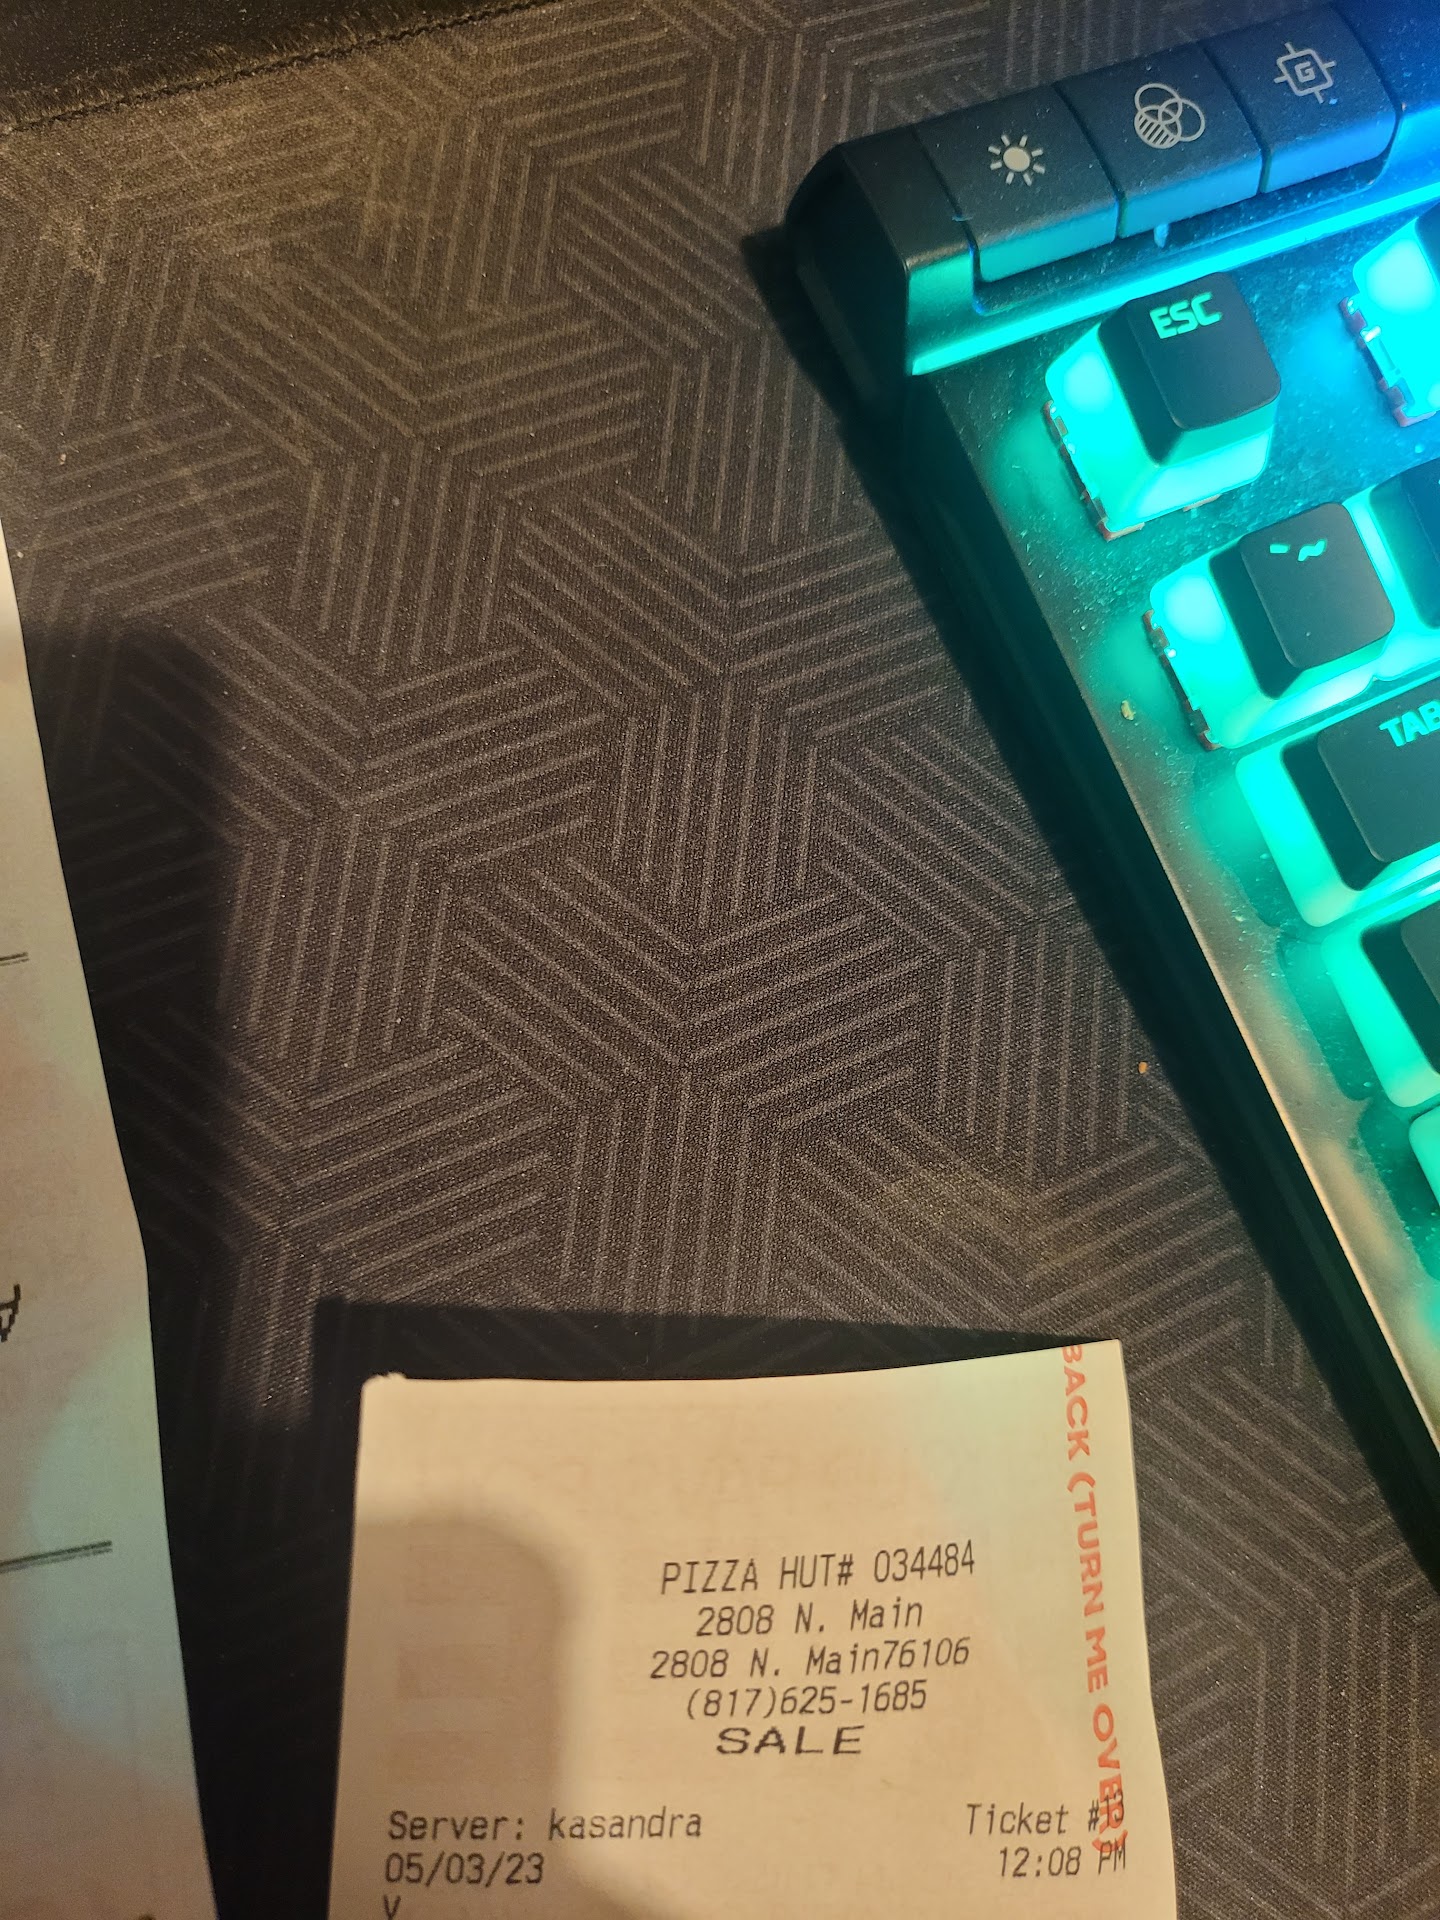 ESC
`~
TAB
BACK (TURN ME OVER)
PIZZA HUT# 034484
2808 N. Main
2808 N. Main76106
(817)625-1685
SALE
Server: kasandra Ticket #
05/03/23 12:08 PM